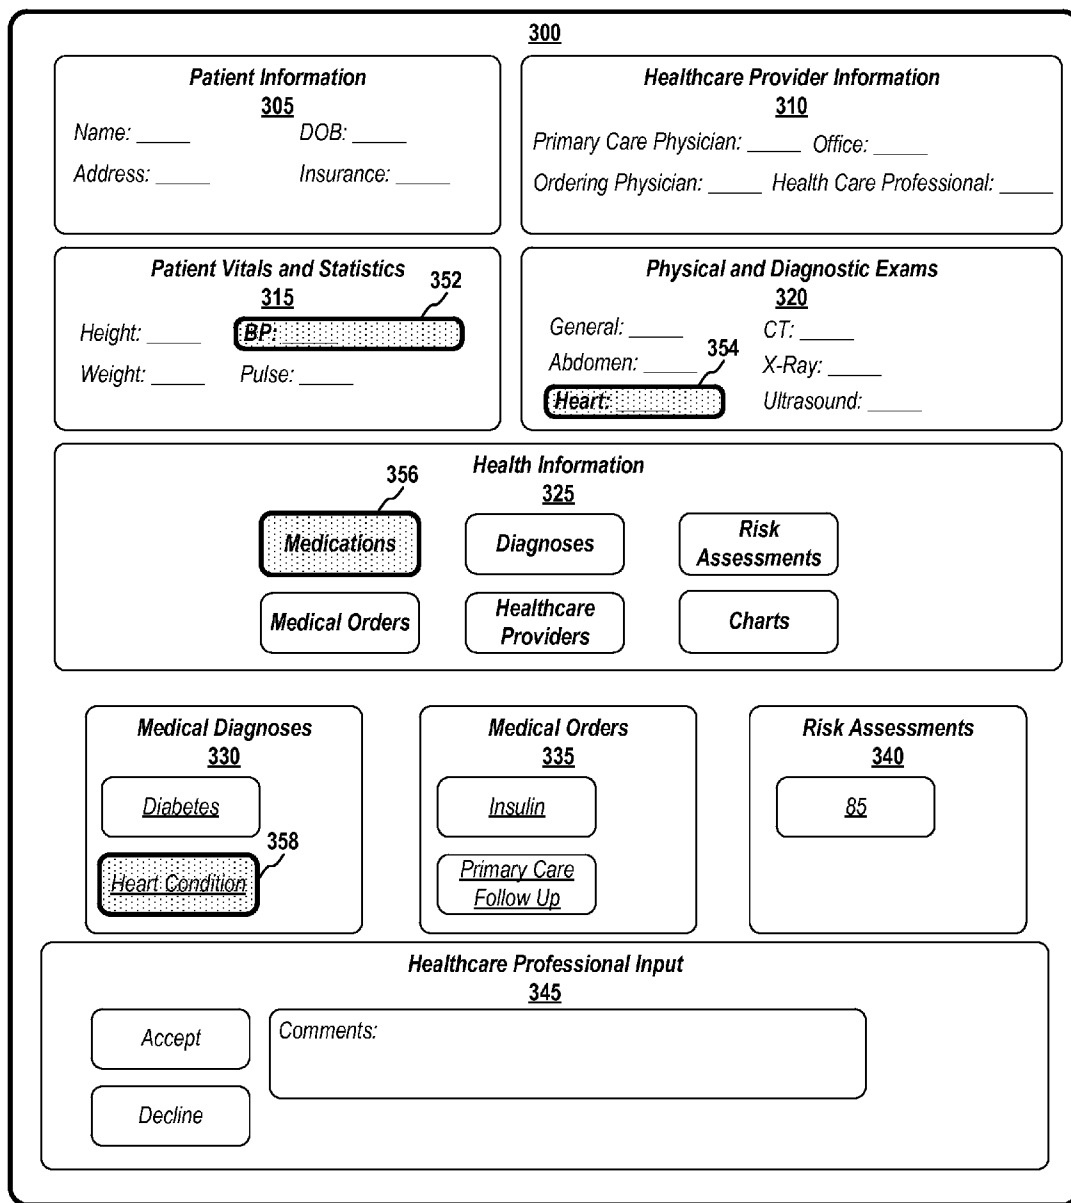 300
Patient Information
305
Name: _____ DOB: _____
Address: _____ Insurance: _____
Healthcare Provider Information
310
Primary Care Physician: _____ Office: _____
Ordering Physician: _____ Health Care Professional: _____
Patient Vitals and Statistics
315
352
Height: _____ BP: _____
Weight: _____ Pulse: _____
Physical and Diagnostic Exams
320
General: _____ CT: _____
354
Abdomen: _____ X-Ray: _____
Heart: _____ Ultrasound: _____
Health Information
325
356
Medications
Diagnoses
Risk
Assessments
Medical Orders
Healthcare
Providers
Charts
Medical Diagnoses
330
Diabetes
358
Heart Condition
Medical Orders
335
Insulin
Primary Care
Follow Up
Risk Assessments
340
85
Healthcare Professional Input
345
Accept
Comments:
Decline